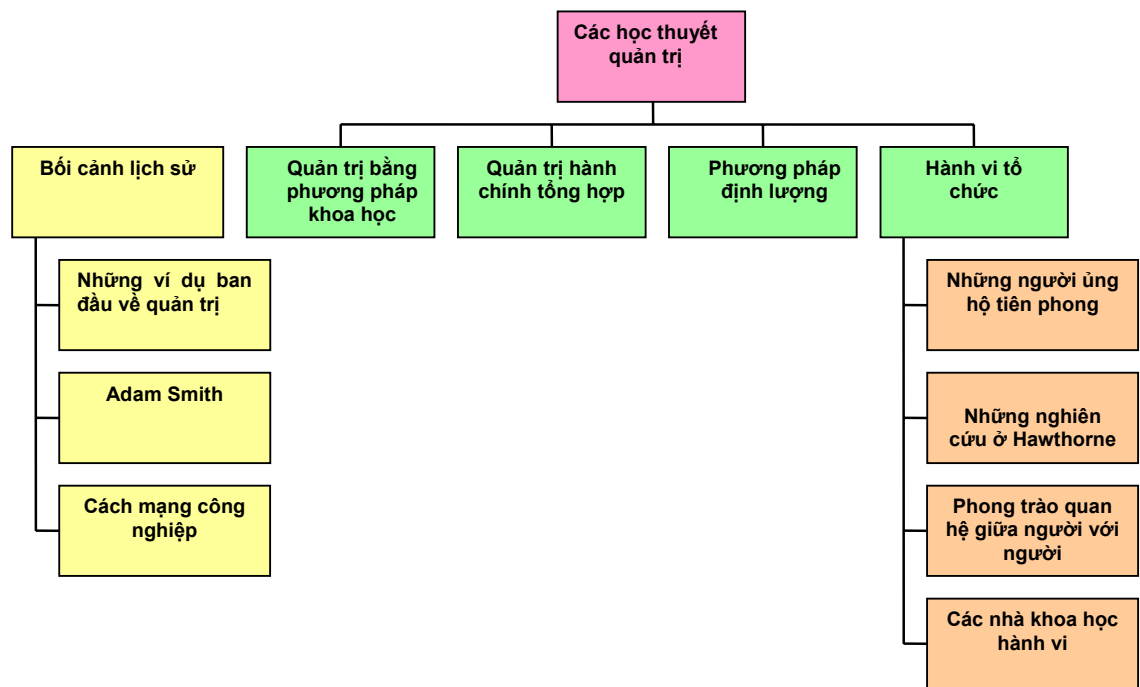 Các học thuyết
quản trị
Bối cảnh lịch sử
Quản trị bằng
phương pháp
khoa học
Quản trị hành
chính tổng hợp
Phương pháp
định lượng
Hành vi tổ
chức
Những ví dụ ban
đầu về quản trị
Adam Smith
Cách mạng công
nghiệp
Những người ủng
hộ tiên phong
Những nghiên
cứu ở Hawthorne
Phong trào quan
hệ giữa người với
người
Các nhà khoa học
hành vi